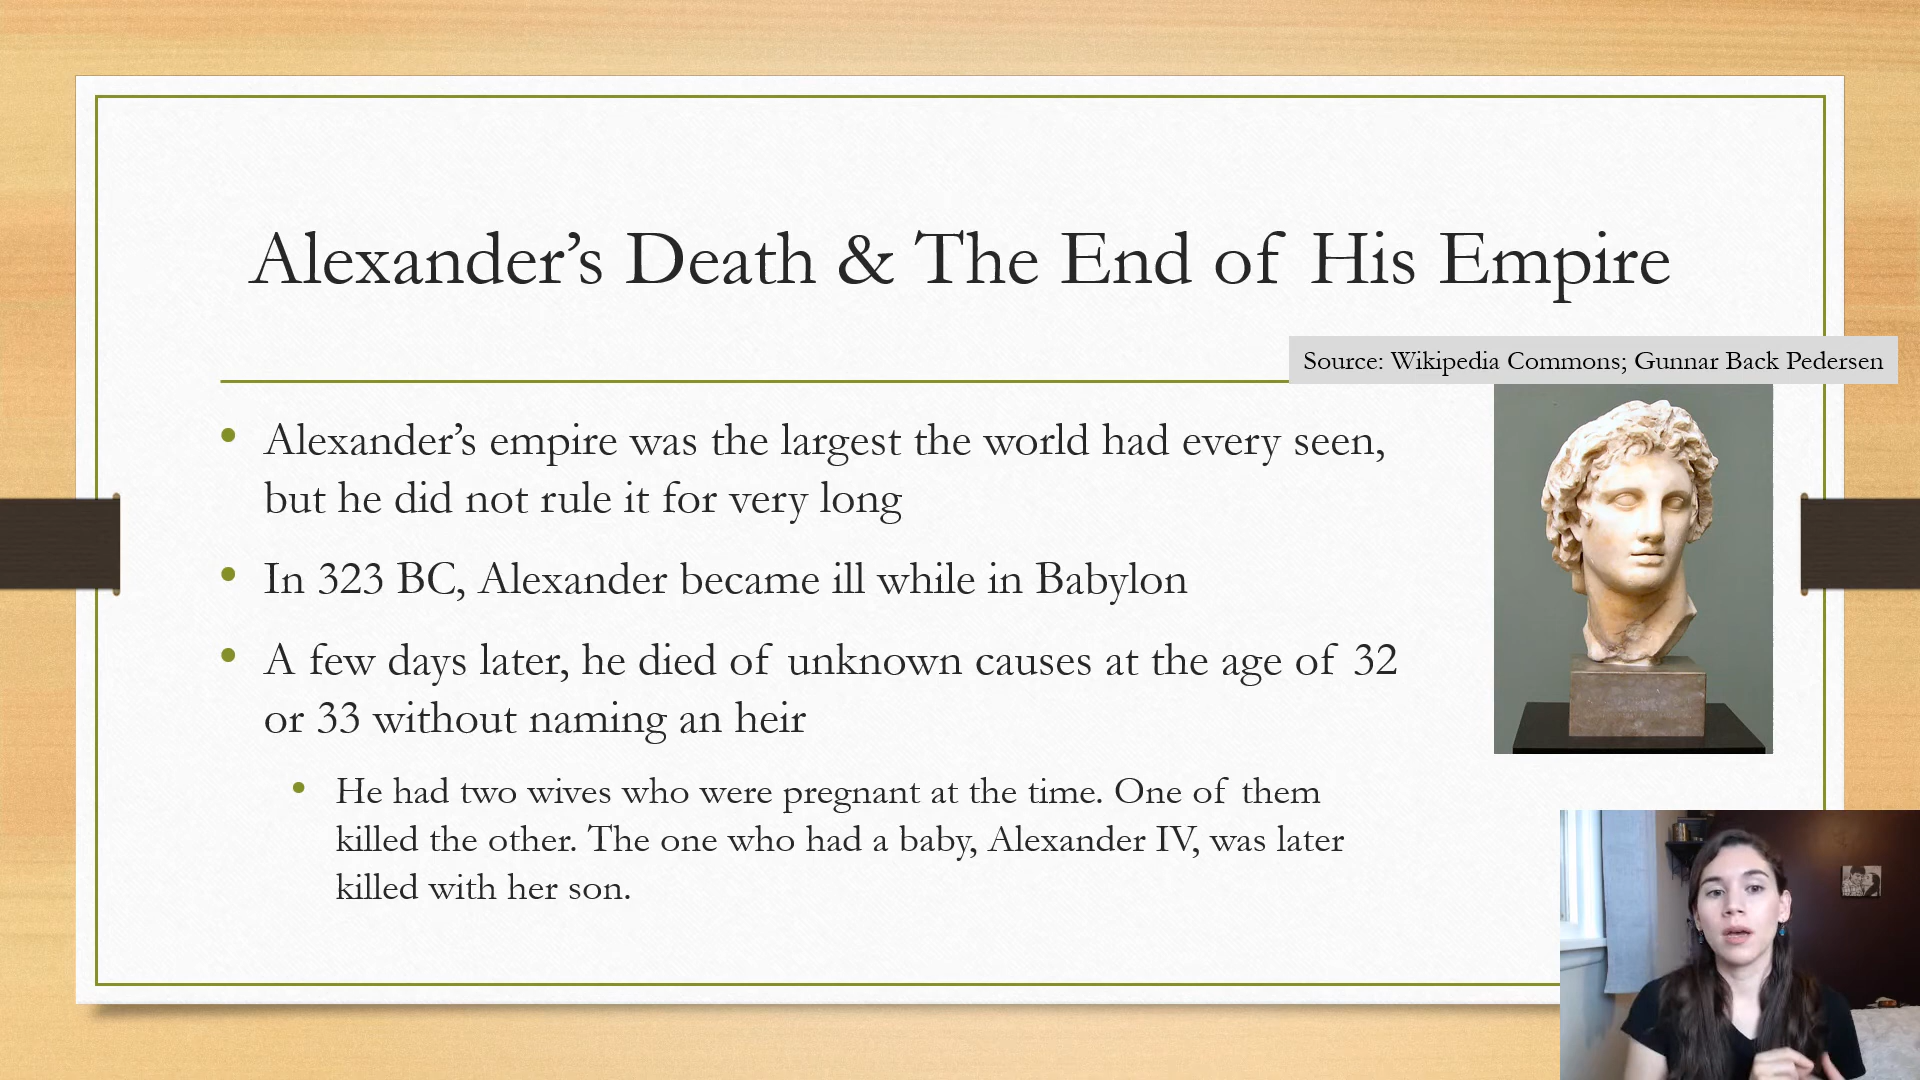 Alexander’s Death & The End of His Empire
Source: Wikipedia Commons; Gunnar Back Pedersen
Alexander’s empire was the largest the world had every seen,
but he did not rule it for very long
In 323 BC, Alexander became ill while in Babylon
A few days later, he died of unknown causes at the age of 32
or 33 without naming an heir
He had two wives who were pregnant at the time. One of them
killed the other. The one who had a baby, Alexander IV, was later
killed with her son.